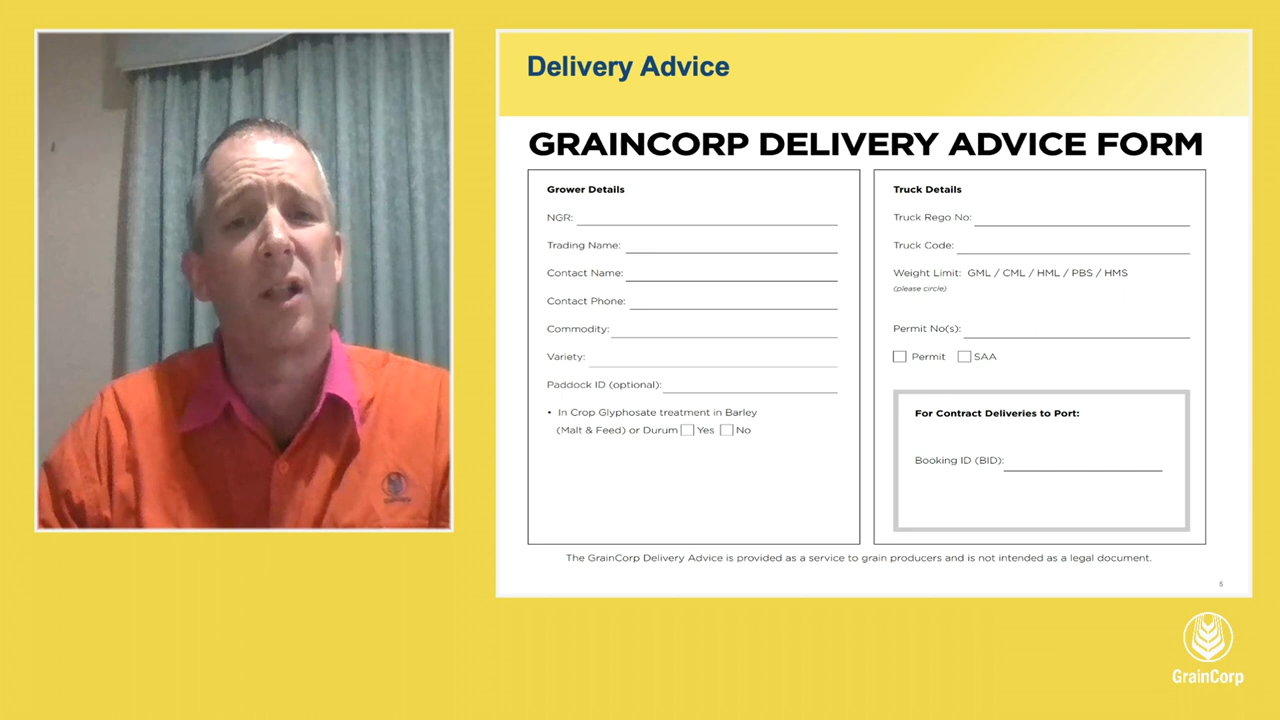 Delivery Advice
GRAINCORP DELIVERY ADVICE FORM
Grower Details
NGR:
Trading Name:
Contact Name:
Contact Phone:
Commodity:
Variety:
Paddock ID (optional):
• In Crop Glyphosate treatment in Barley
(Malt & Feed) or Durum Yes No
Truck Details
Truck Rego No:
Truck Code:
Weight Limit: GML / CML / HML / PBS / HMS
(please circle)
Permit No(s):
Permit SAA
For Contract Deliveries to Port:
Booking ID (BID):
The GrainCorp Delivery Advice is provided as a service to grain producers and is not intended as a legal document.
5
GrainCorp